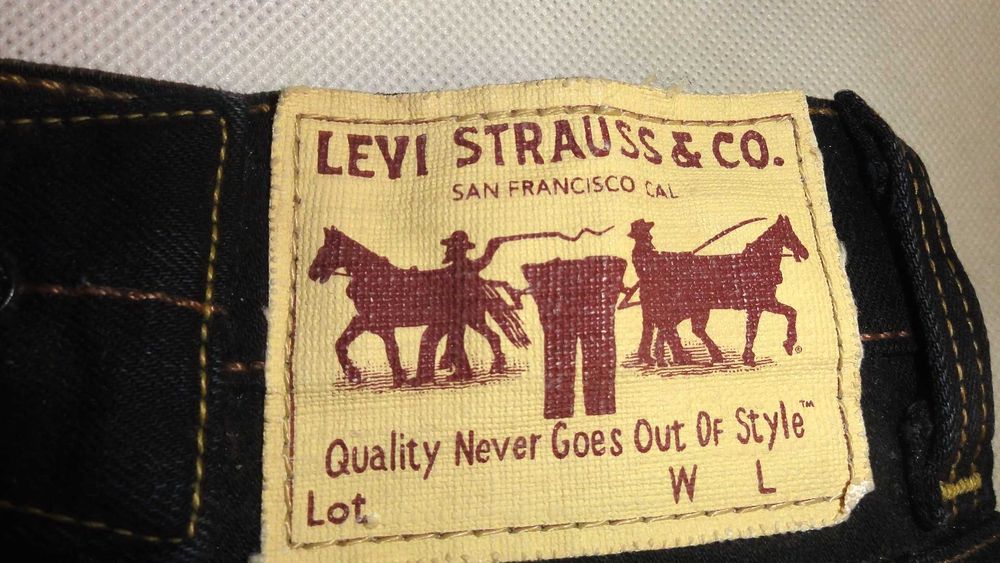 LEVI STRAUSS & CO.
SAN FRANCISCO CAL
®
Quality Never Goes Out Of Style™
Lot W L